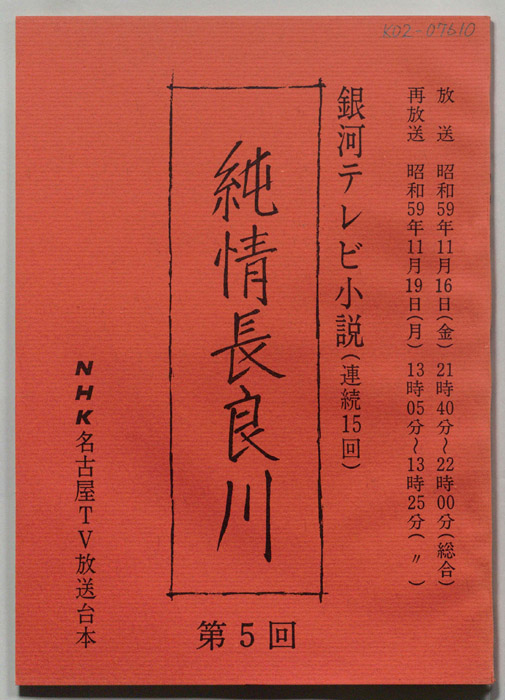 K02-07610
放　送　昭和59年11月16日(金) 21時40分〜22時00分(総合)
再放送　昭和59年11月19日(月) 13時05分〜13時25分( 〃 )
銀河テレビ小説(連続15回)
純情長良川
第5回
NHK名古屋TV放送台本